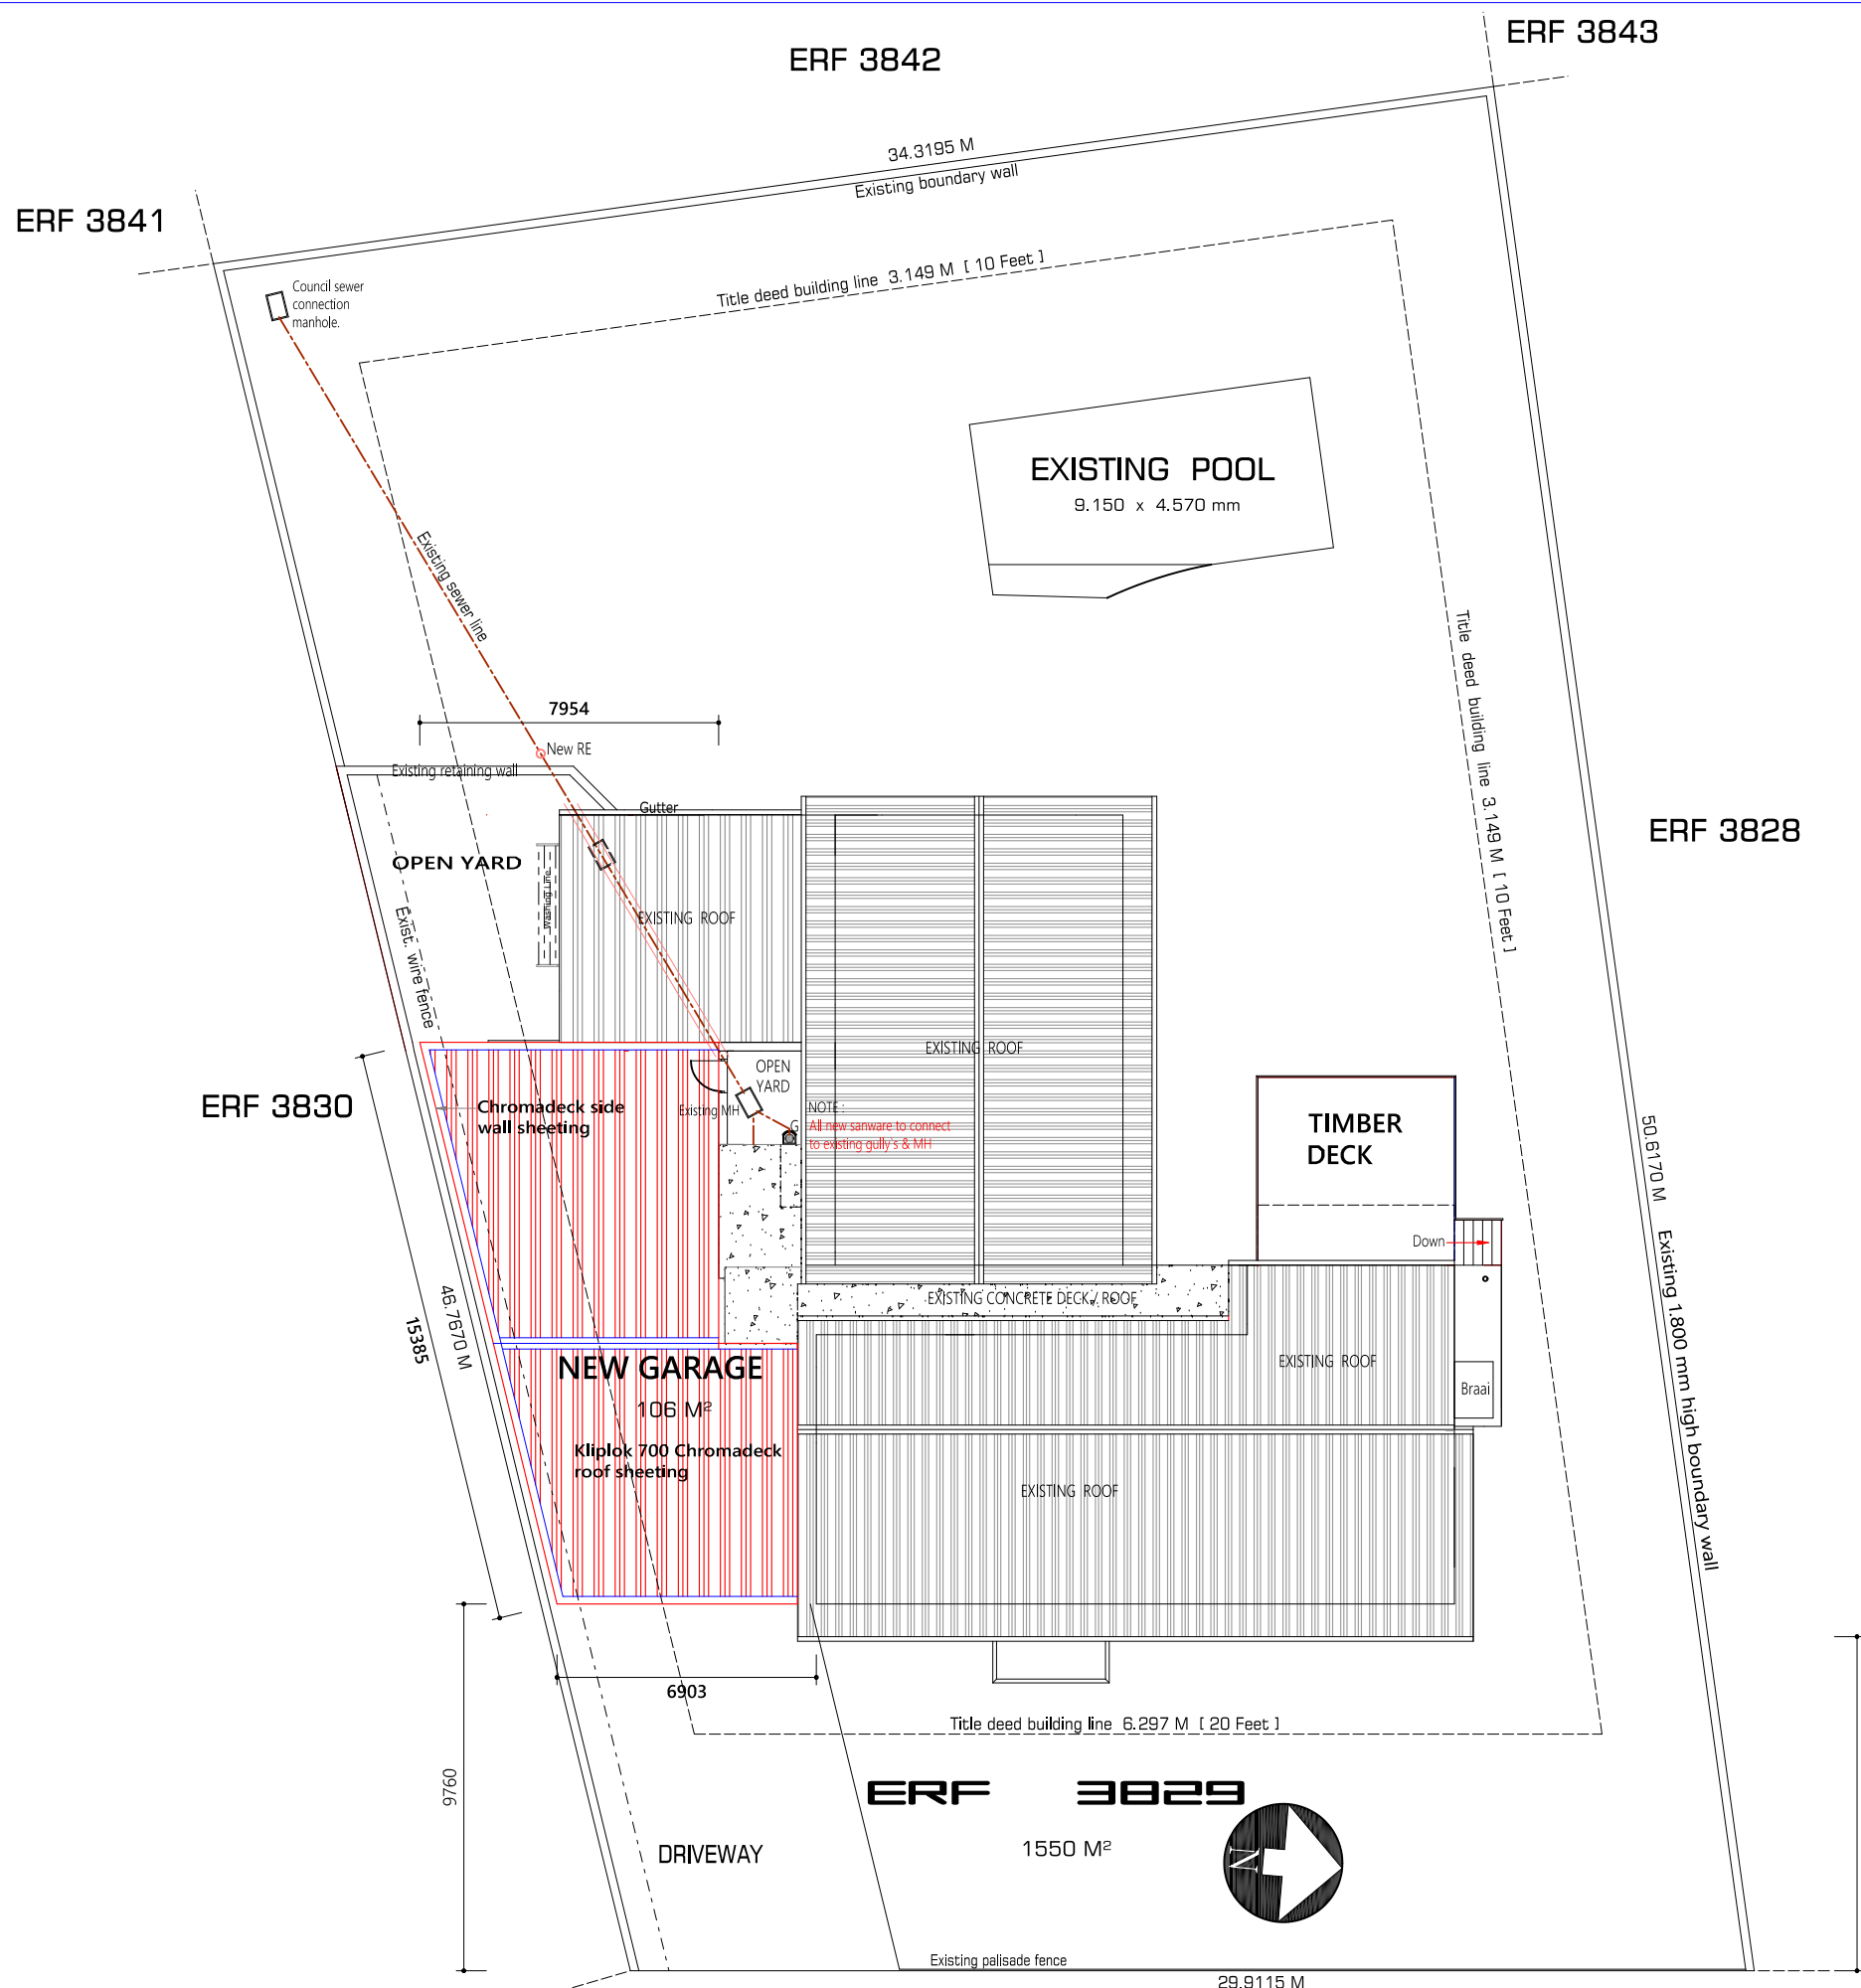 ERF 3842
ERF 3843
34.3195 M
Existing boundary wall
ERF 3841
Council sewer
connection
manhole.
Title deed building line 3.149 M [ 10 Feet ]
EXISTING POOL
9.150 x 4.570 mm
Existing sewer line
Title deed building line 3.149 M [ 10 Feet ]
7954
New RE
Existing retaining wall
Gutter
ERF 3828
OPEN YARD
Washing Line
EXISTING ROOF
Exist. wire fence
EXISTING ROOF
OPEN
YARD
ERF 3830
Chromadeck side
wall sheeting
Existing MH
G
NOTE :
All new sanware to connect
to existing gully`s & MH
TIMBER
DECK
50.6170 M
Existing 1.800 mm high boundary wall
Down
EXISTING CONCRETE DECK / ROOF
46.7670 M
15385
NEW GARAGE
106 M²
EXISTING ROOF
Braai
Kliplok 700 Chromadeck
roof sheeting
EXISTING ROOF
6903
Title deed building line 6.297 M [ 20 Feet ]
9760
ERF 3829
1550 M²
N
DRIVEWAY
Existing palisade fence
29.9115 M